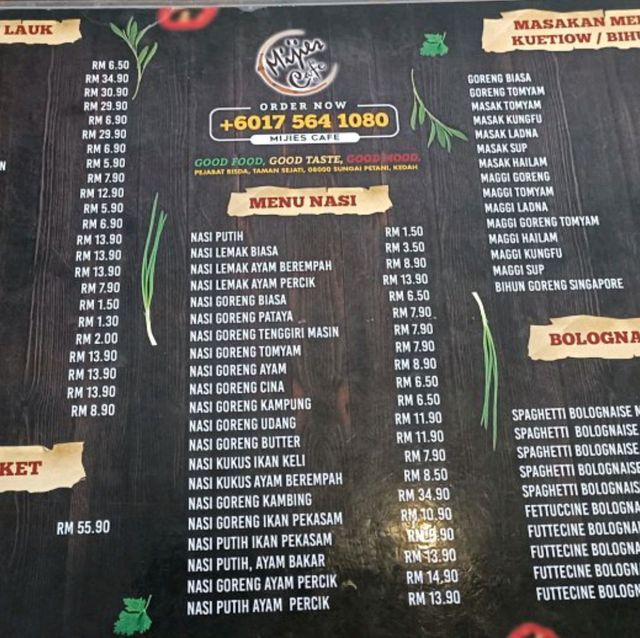 LAUK
RM 6.50
RM 34.90
RM 30.90
RM 29.90
RM 6.90
RM 29.90
RM 6.90
RM 5.90
RM 7.90
RM 12.90
RM 5.90
RM 6.90
RM 13.90
RM 13.90
RM 13.90
RM 7.90
RM 1.50
RM 1.30
RM 2.00
RM 13.90
RM 13.90
RM 13.90
RM 8.90
KET
RM 55.90
Mijies Cafe
ORDER NOW
+6017 564 1080
MIJIES CAFE
GOOD FOOD, GOOD TASTE, GOOD MOOD.
PEJABAT RISDA, TAMAN SEJATI, 08000 SUNGAI PETANI, KEDAH
MENU NASI
NASI PUTIH RM 1.50
NASI LEMAK BIASA RM 3.50
NASI LEMAK AYAM BEREMPAH RM 8.90
NASI LEMAK AYAM PERCIK RM 13.90
NASI GORENG BIASA RM 6.50
NASI GORENG PATAYA RM 7.90
NASI GORENG TENGGIRI MASIN RM 7.90
NASI GORENG TOMYAM RM 7.90
NASI GORENG AYAM RM 8.90
NASI GORENG CINA RM 6.50
NASI GORENG KAMPUNG RM 6.50
NASI GORENG UDANG RM 11.90
NASI GORENG BUTTER RM 11.90
NASI KUKUS IKAN KELI RM 7.90
NASI KUKUS AYAM BEREMPAH RM 8.50
NASI GORENG KAMBING RM 34.90
NASI GORENG IKAN PEKASAM RM 10.90
NASI PUTIH IKAN PEKASAM RM 9.90
NASI PUTIH, AYAM BAKAR RM 13.90
NASI GORENG AYAM PERCIK RM 14.90
NASI PUTIH AYAM PERCIK RM 13.90
MASAKAN
KUETIOW / BIHU
GORENG BIASA
GORENG TOMYAM
MASAK TOMYAM
MASAK KUNGFU
MASAK LADNA
MASAK SUP
MASAK HAILAM
MAGGI GORENG
MAGGI TOMYAM
MAGGI LADNA
MAGGI GORENG TOMYAM
MAGGI HAILAM
MAGGI KUNGFU
MAGGI SUP
BIHUN GORENG SINGAPORE
BOLOGNA
SPAGHETTI BOLOGNAISE
SPAGHETTI BOLOGNAISE
SPAGHETTI BOLOGNAISE
SPAGHETTI BOLOGNAIS
SPAGHETTI BOLOGNAIS
FETTUCCINE BOLOGNA
FUTTECINE BOLOGNA
FUTTECINE BOLOGNA
FUTTECINE BOLOGNA
FUTTECINE BOLOGN